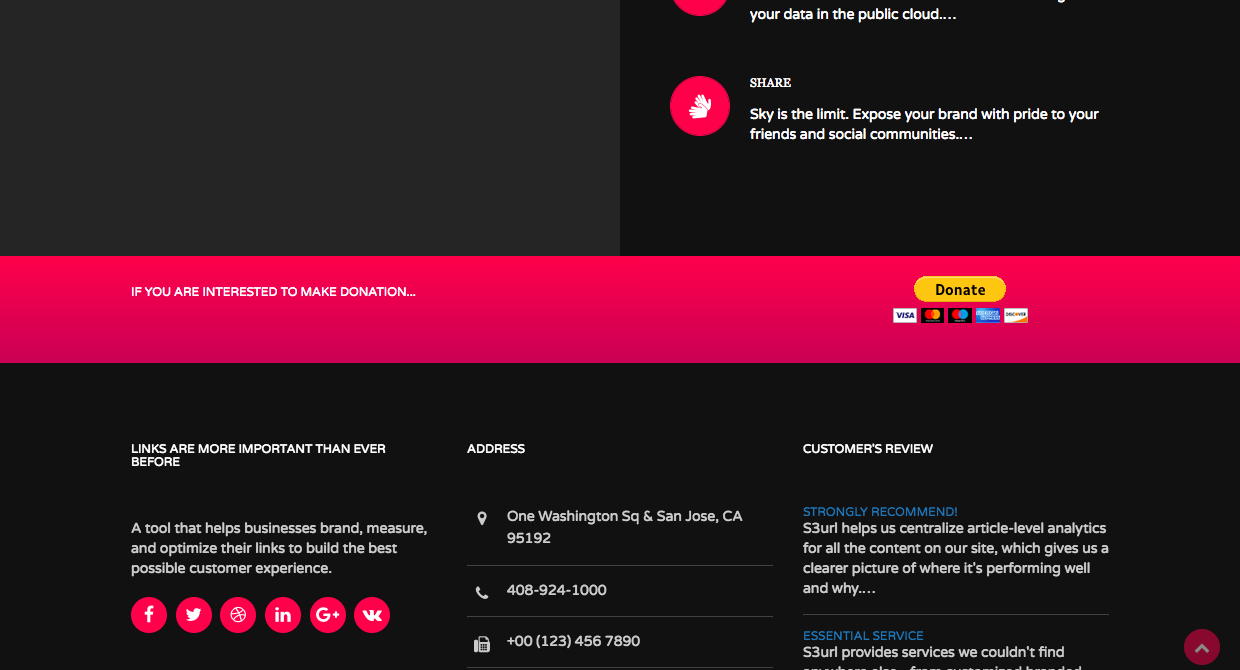 your data in the public cloud.…
SHARE
Sky is the limit. Expose your brand with pride to your
friends and social communities.…
IF YOU ARE INTERESTED TO MAKE DONATION...
Donate
VISA
DISCOVER
LINKS ARE MORE IMPORTANT THAN EVER
BEFORE
A tool that helps businesses brand, measure,
and optimize their links to build the best
possible customer experience.
ADDRESS
One Washington Sq & San Jose, CA
95192
408-924-1000
+00 (123) 456 7890
CUSTOMER'S REVIEW
STRONGLY RECOMMEND!
S3url helps us centralize article-level analytics
for all the content on our site, which gives us a
clearer picture of where it's performing well
and why.…
ESSENTIAL SERVICE
S3url provides services we couldn't find